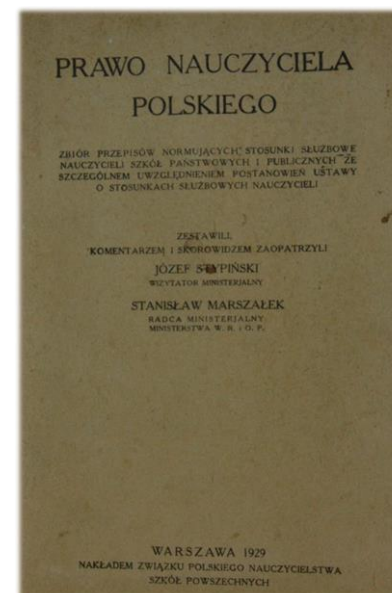 PRAWO NAUCZYCIELA
POLSKIEGO
ZBIÓR PRZEPISÓW NORMUJĄCYCH STOSUNKI SŁUŻBOWE
NAUCZYCIELI SZKÓŁ PAŃSTWOWYCH I PUBLICZNYCH ZE
SZCZEGÓLNEM UWZGLĘDNIENIEM POSTANOWIEŃ USTAWY
O STOSUNKACH SŁUŻBOWYCH NAUCZYCIELI
ZESTAWILI,
KOMENTARZEM I SKOROWIDZEM ZAOPATRZYLI
JÓZEF STYPIŃSKI
WIZYTATOR MINISTERJALNY
STANISŁAW MARSZAŁEK
RADCA MINISTERJALNY
MINISTERSTWA W. R. i O. P.
WARSZAWA 1929
NAKŁADEM ZWIĄZKU POLSKIEGO NAUCZYCIELSTWA
SZKÓŁ POWSZECHNYCH